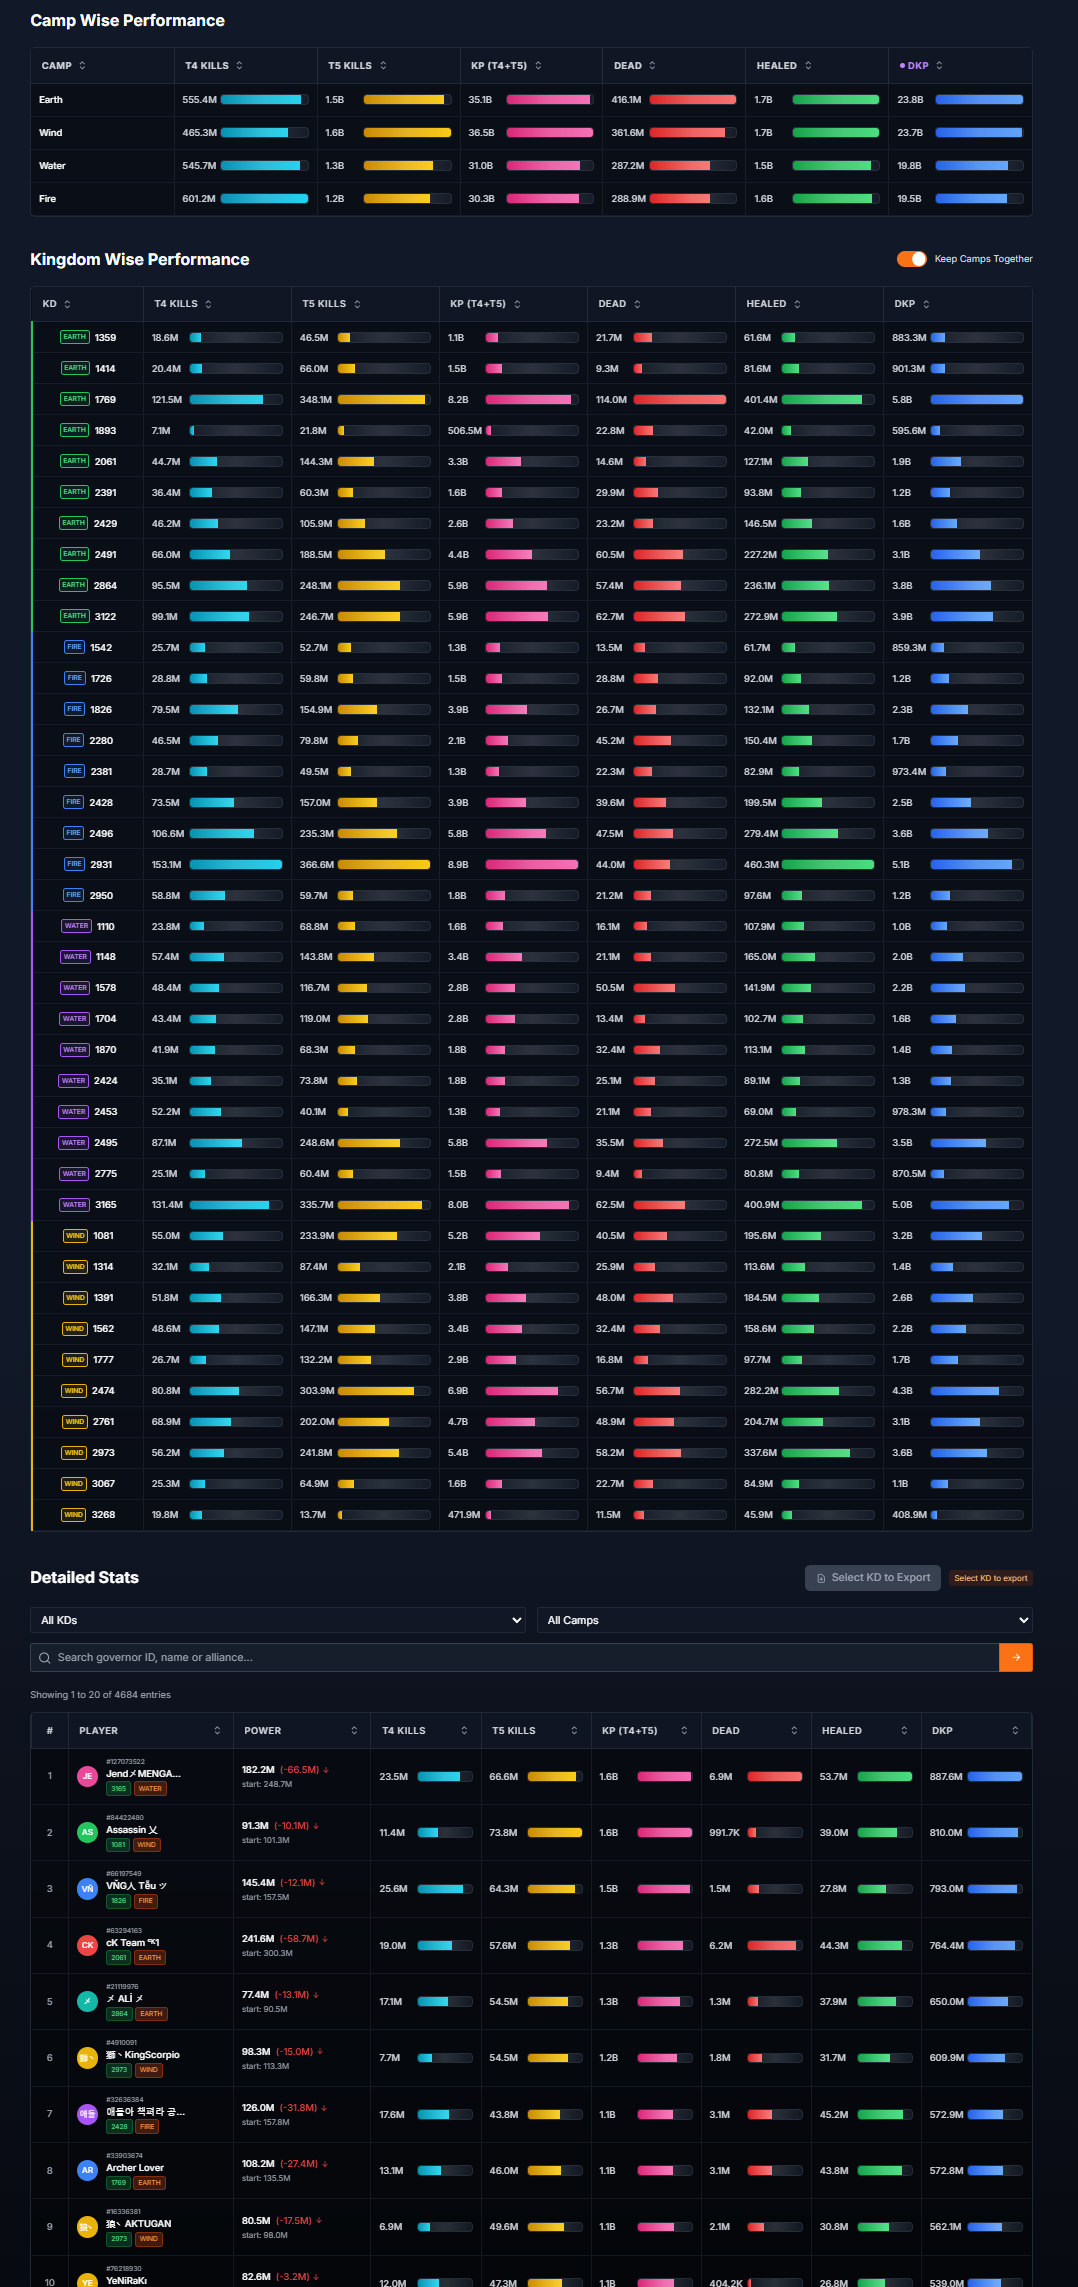 Camp Wise Performance
CAMP T4 KILLS T5 KILLS KP (T4+T5) DEAD HEALED DKP
Earth 555.4M 1.5B 35.1B 416.1M 1.7B 23.8B
Wind 465.3M 1.6B 36.5B 361.6M 1.7B 23.7B
Water 545.7M 1.3B 31.0B 287.2M 1.5B 19.8B
Fire 601.2M 1.2B 30.3B 288.9M 1.6B 19.5B
Kingdom Wise Performance Keep Camps Together
KD T4 KILLS T5 KILLS KP (T4+T5) DEAD HEALED DKP
EARTH 1359 18.6M 46.5M 1.1B 21.7M 61.6M 883.3M
EARTH 1414 20.4M 66.0M 1.5B 9.3M 81.6M 901.3M
EARTH 1769 121.5M 348.1M 8.2B 114.0M 401.4M 5.8B
EARTH 1893 7.1M 21.8M 506.5M 22.8M 42.0M 595.6M
EARTH 2061 44.7M 144.3M 3.3B 14.6M 127.1M 1.9B
EARTH 2391 36.4M 60.3M 1.6B 29.9M 93.8M 1.2B
EARTH 2429 46.2M 105.9M 2.6B 23.2M 146.5M 1.6B
EARTH 2491 66.0M 188.5M 4.4B 60.5M 227.2M 3.1B
EARTH 2864 95.5M 248.1M 5.9B 57.4M 236.1M 3.8B
EARTH 3122 99.1M 246.7M 5.9B 62.7M 272.9M 3.9B
FIRE 1542 25.7M 52.7M 1.3B 13.5M 61.7M 859.3M
FIRE 1726 28.8M 59.8M 1.5B 28.8M 92.0M 1.2B
FIRE 1826 79.5M 154.9M 3.9B 26.7M 132.1M 2.3B
FIRE 2280 46.5M 79.8M 2.1B 45.2M 150.4M 1.7B
FIRE 2381 28.7M 49.5M 1.3B 22.3M 82.9M 973.4M
FIRE 2428 73.5M 157.0M 3.9B 39.6M 199.5M 2.5B
FIRE 2496 106.6M 235.3M 5.8B 47.5M 279.4M 3.6B
FIRE 2931 153.1M 366.6M 8.9B 44.0M 460.3M 5.1B
FIRE 2950 58.8M 59.7M 1.8B 21.2M 97.6M 1.2B
WATER 1110 23.8M 68.8M 1.6B 16.1M 107.9M 1.0B
WATER 1148 57.4M 143.8M 3.4B 21.1M 165.0M 2.0B
WATER 1578 48.4M 116.7M 2.8B 50.5M 141.9M 2.2B
WATER 1704 43.4M 119.0M 2.8B 13.4M 102.7M 1.6B
WATER 1870 41.9M 68.3M 1.8B 32.4M 113.1M 1.4B
WATER 2424 35.1M 73.8M 1.8B 25.1M 89.1M 1.3B
WATER 2453 52.2M 40.1M 1.3B 21.1M 69.0M 978.3M
WATER 2495 87.1M 248.6M 5.8B 35.5M 272.5M 3.5B
WATER 2775 25.1M 60.4M 1.5B 9.4M 80.8M 870.5M
WATER 3165 131.4M 335.7M 8.0B 62.5M 400.9M 5.0B
WIND 1081 55.0M 233.9M 5.2B 40.5M 195.6M 3.2B
WIND 1314 32.1M 87.4M 2.1B 25.9M 113.6M 1.4B
WIND 1391 51.8M 166.3M 3.8B 48.0M 184.5M 2.6B
WIND 1562 48.6M 147.1M 3.4B 32.4M 158.6M 2.2B
WIND 1777 26.7M 132.2M 2.9B 16.8M 97.7M 1.7B
WIND 2474 80.8M 303.9M 6.9B 56.7M 282.2M 4.3B
WIND 2761 68.9M 202.0M 4.7B 48.9M 204.7M 3.1B
WIND 2973 56.2M 241.8M 5.4B 58.2M 337.6M 3.6B
WIND 3067 25.3M 64.9M 1.6B 22.7M 84.9M 1.1B
WIND 3268 19.8M 13.7M 471.9M 11.5M 45.9M 408.9M
Detailed Stats Select KD to Export Select KD to export
All KDs All Camps
Search governor ID, name or alliance...
Showing 1 to 20 of 4684 entries
# PLAYER POWER T4 KILLS T5 KILLS KP (T4+T5) DEAD HEALED DKP
#127073522
1 JE Jendメ MENGA... 182.2M (-66.5M) ↓ 23.5M 66.6M 1.6B 6.9M 53.7M 887.6M
3165 WATER start: 248.7M
#84422480
2 AS Assassin 乂 91.3M (-10.1M) ↓ 11.4M 73.8M 1.6B 991.7K 39.0M 810.0M
1081 WIND start: 101.3M
#66197549
3 VÑ VÑG人 Tễu ツ 145.4M (-12.1M) ↓ 25.6M 64.3M 1.5B 1.5M 27.8M 793.0M
1826 FIRE start: 157.5M
#63294163
4 CK cK Team ᵐᴷ1 241.6M (-58.7M) ↓ 19.0M 57.6M 1.3B 6.2M 44.3M 764.4M
2061 EARTH start: 300.3M
#21119976
5 メ メ ALİ メ 77.4M (-13.1M) ↓ 17.1M 54.5M 1.3B 1.3M 37.9M 650.0M
2864 EARTH start: 90.5M
#4910091
6 KingScorpio 98.3M (-15.0M) ↓ 7.7M 54.5M 1.2B 1.8M 31.7M 609.9M
2973 WIND start: 113.3M
#32636384
7 애들 애들아 책펴라 공... 126.0M (-31.8M) ↓ 17.6M 43.8M 1.1B 3.1M 45.2M 572.9M
2428 FIRE start: 157.8M
#33903674
8 AR Archer Lover 108.2M (-27.4M) ↓ 13.1M 46.0M 1.1B 3.1M 43.8M 572.8M
1769 EARTH start: 135.5M
#16336381
9 狼丶 狼丶AKTUGAN 80.5M (-17.5M) ↓ 6.9M 49.6M 1.1B 2.1M 30.8M 562.1M
2973 WIND start: 98.0M
#76218930
10 YE YeNiRaKı 82.6M (-3.2M) ↓ 12.0M 47.3M 1.1B 404.2K 26.8M 539.0M